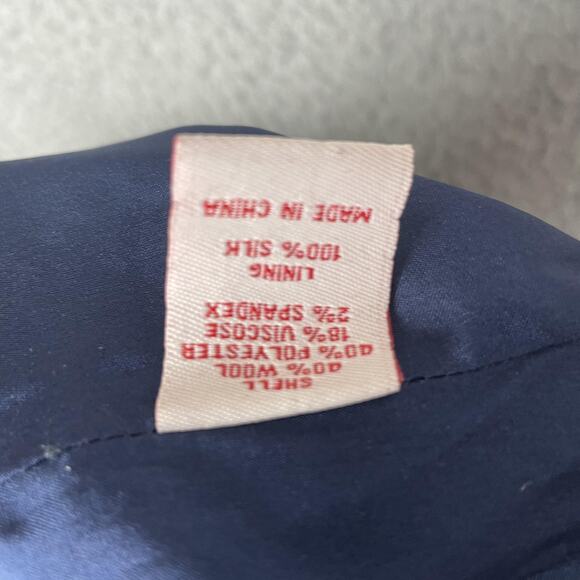 SHELL
40% WOOL
40% POLYESTER
18% VISCOSE
2% SPANDEX
LINING
100% SILK
MADE IN CHINA